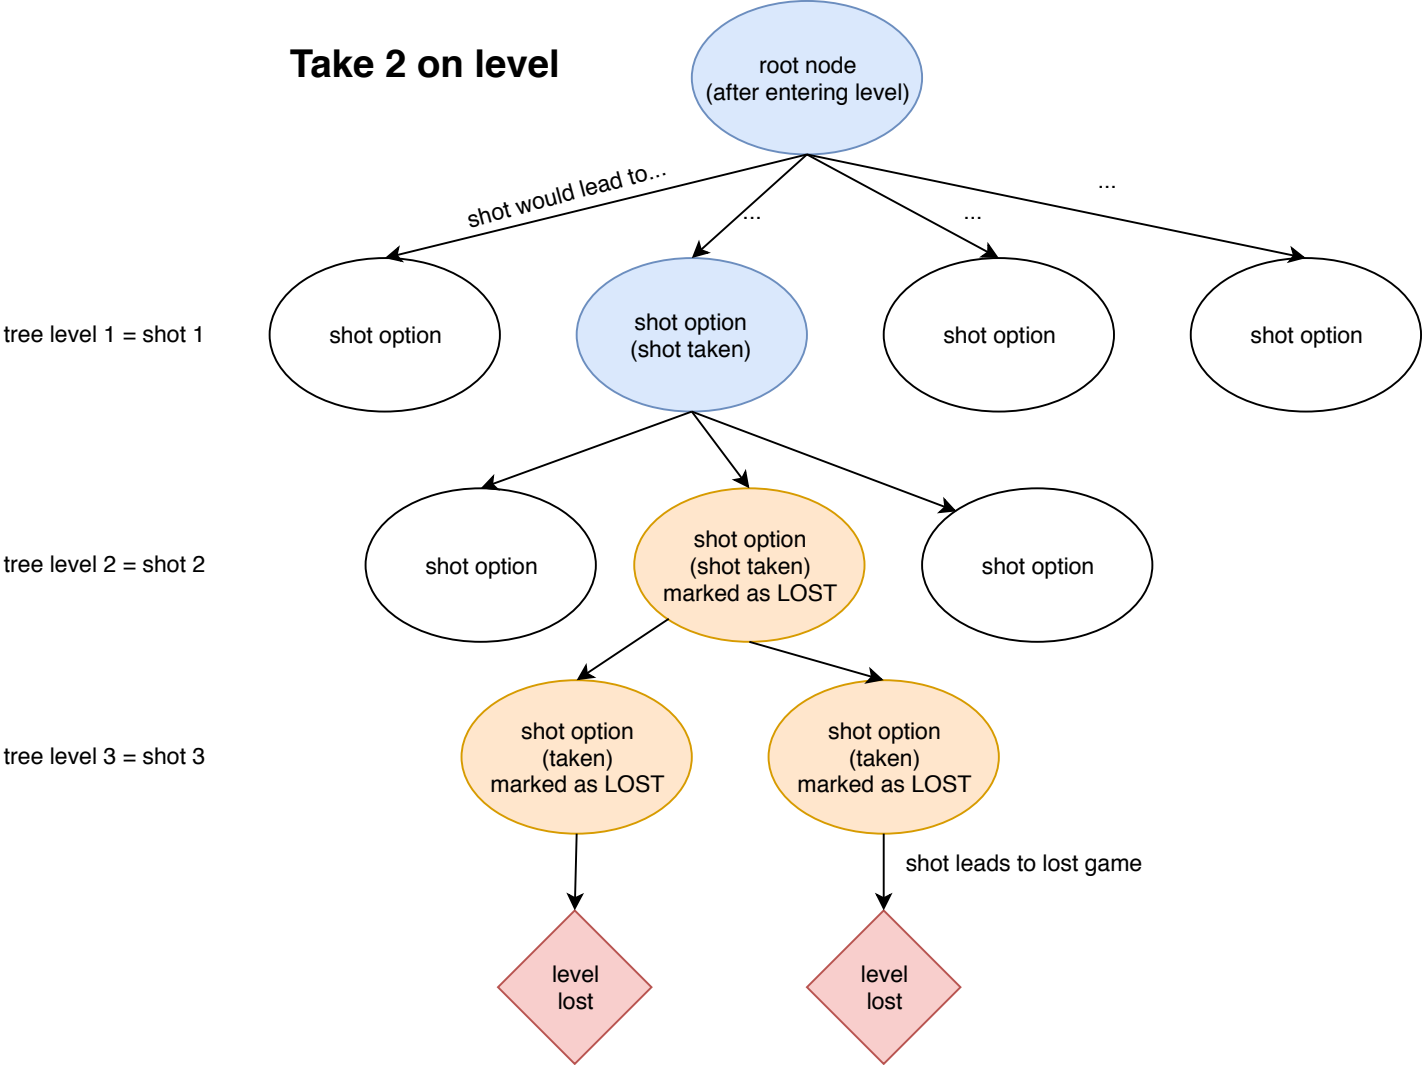 Take 2 on level
root node
(after entering level)
shot would lead to...
...
...
...
tree level 1 = shot 1
shot option
shot option
(shot taken)
shot option
shot option
tree level 2 = shot 2
shot option
shot option
(shot taken)
marked as LOST
shot option
tree level 3 = shot 3
shot option
(taken)
marked as LOST
shot option
(taken)
marked as LOST
shot leads to lost game
level
lost
level
lost